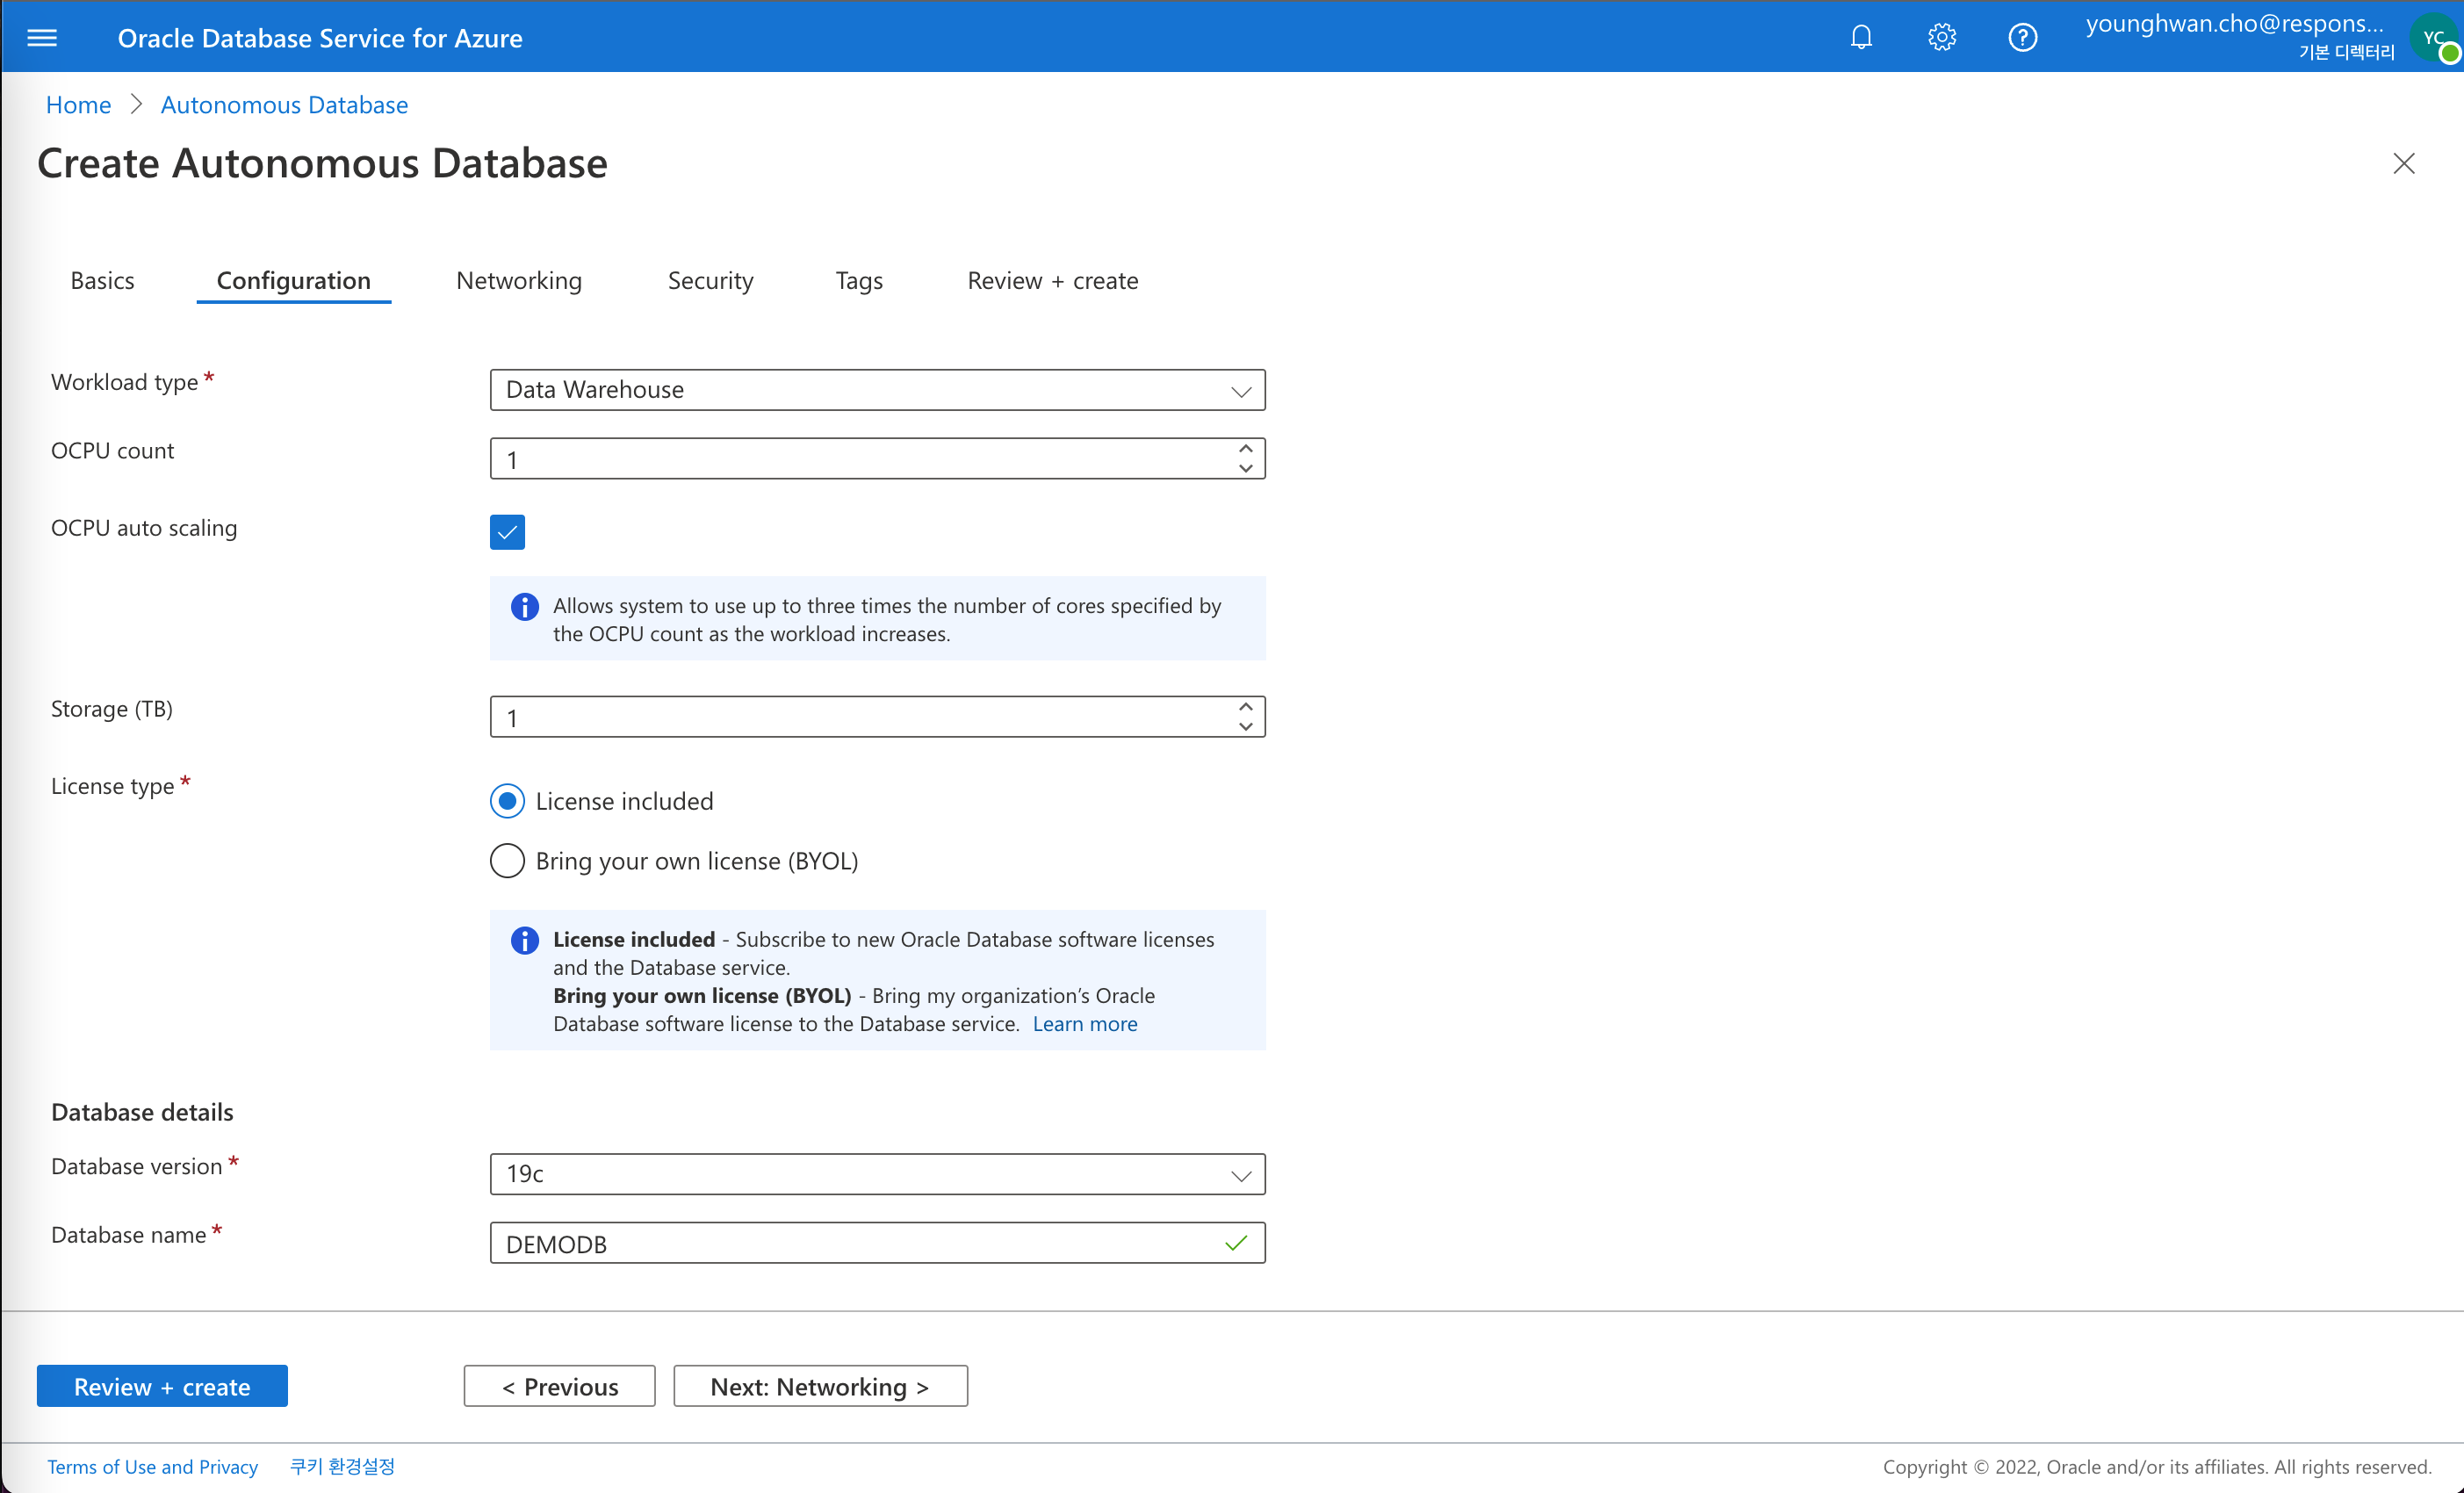 Oracle Database Service for Azure
younghwan.cho@respons...
기본 디렉터리
YC
Home > Autonomous Database
Create Autonomous Database
Basics Configuration Networking Security Tags Review + create
Workload type *
Data Warehouse
OCPU count
1
OCPU auto scaling
Allows system to use up to three times the number of cores specified by
the OCPU count as the workload increases.
Storage (TB)
1
License type *
License included
Bring your own license (BYOL)
License included - Subscribe to new Oracle Database software licenses
and the Database service.
Bring your own license (BYOL) - Bring my organization’s Oracle
Database software license to the Database service. Learn more
Database details
Database version *
19c
Database name *
DEMODB
Review + create
< Previous
Next: Networking >
Terms of Use and Privacy
쿠키 환경설정
Copyright © 2022, Oracle and/or its affiliates. All rights reserved.